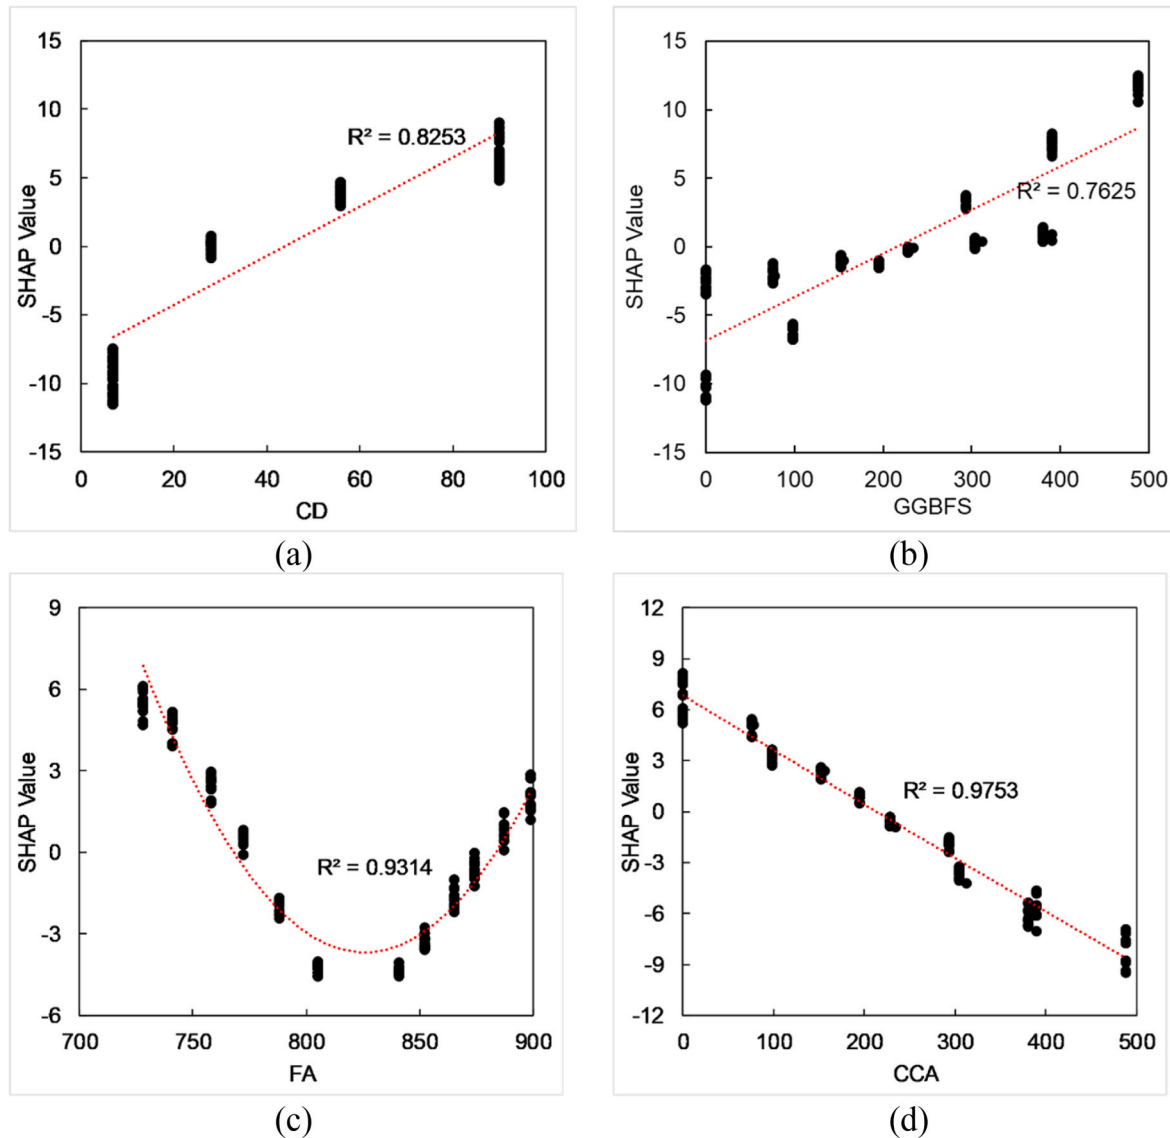 15
10
5
0
-5
-10
-15
SHAP Value
R² = 0.8253
0 20 40 60 80 100
CD
(a)
15
10
5
0
-5
-10
-15
SHAP Value
R² = 0.7625
0 100 200 300 400 500
GGBFS
(b)
9
6
3
0
-3
-6
SHAP Value
R² = 0.9314
700 750 800 850 900
FA
(c)
12
9
6
3
0
-3
-6
-9
-12
SHAP Value
R² = 0.9753
0 100 200 300 400 500
CCA
(d)